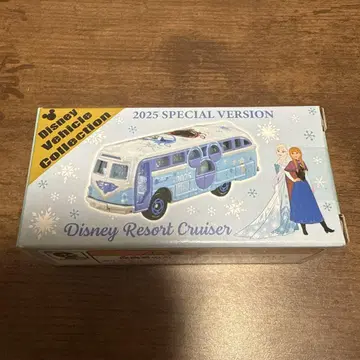 Disney
Vehicle
Collection
2025 SPECIAL VERSION
Disney Resort Cruiser